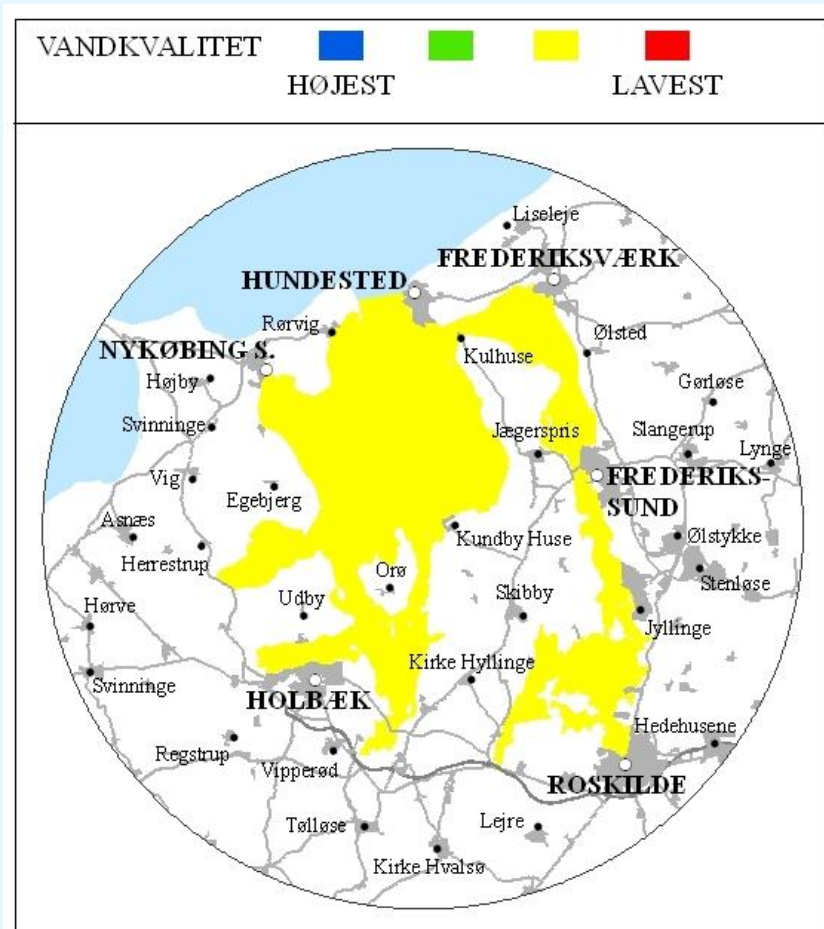 VANDKVALITET
HØJEST
LAVEST
Liseleje
FREDERIKSVÆRK
HUNDESTED
Rørvig
Kulhuse
Ølsted
NYKØBING S.
Højby
Gørløse
Svinninge
Jægerspris
Slangerup
Lynge
Vig
Egebjerg
FREDERIKS-
SUND
Asnæs
Kundby Huse
Ølstykke
Herrestrup
Orø
Stenløse
Udby
Skibby
Hørve
Jyllinge
Svinninge
Kirke Hyllinge
HOLBÆK
Hedehusene
Regstrup
Vipperød
ROSKILDE
Tølløse
Lejre
Kirke Hvalsø